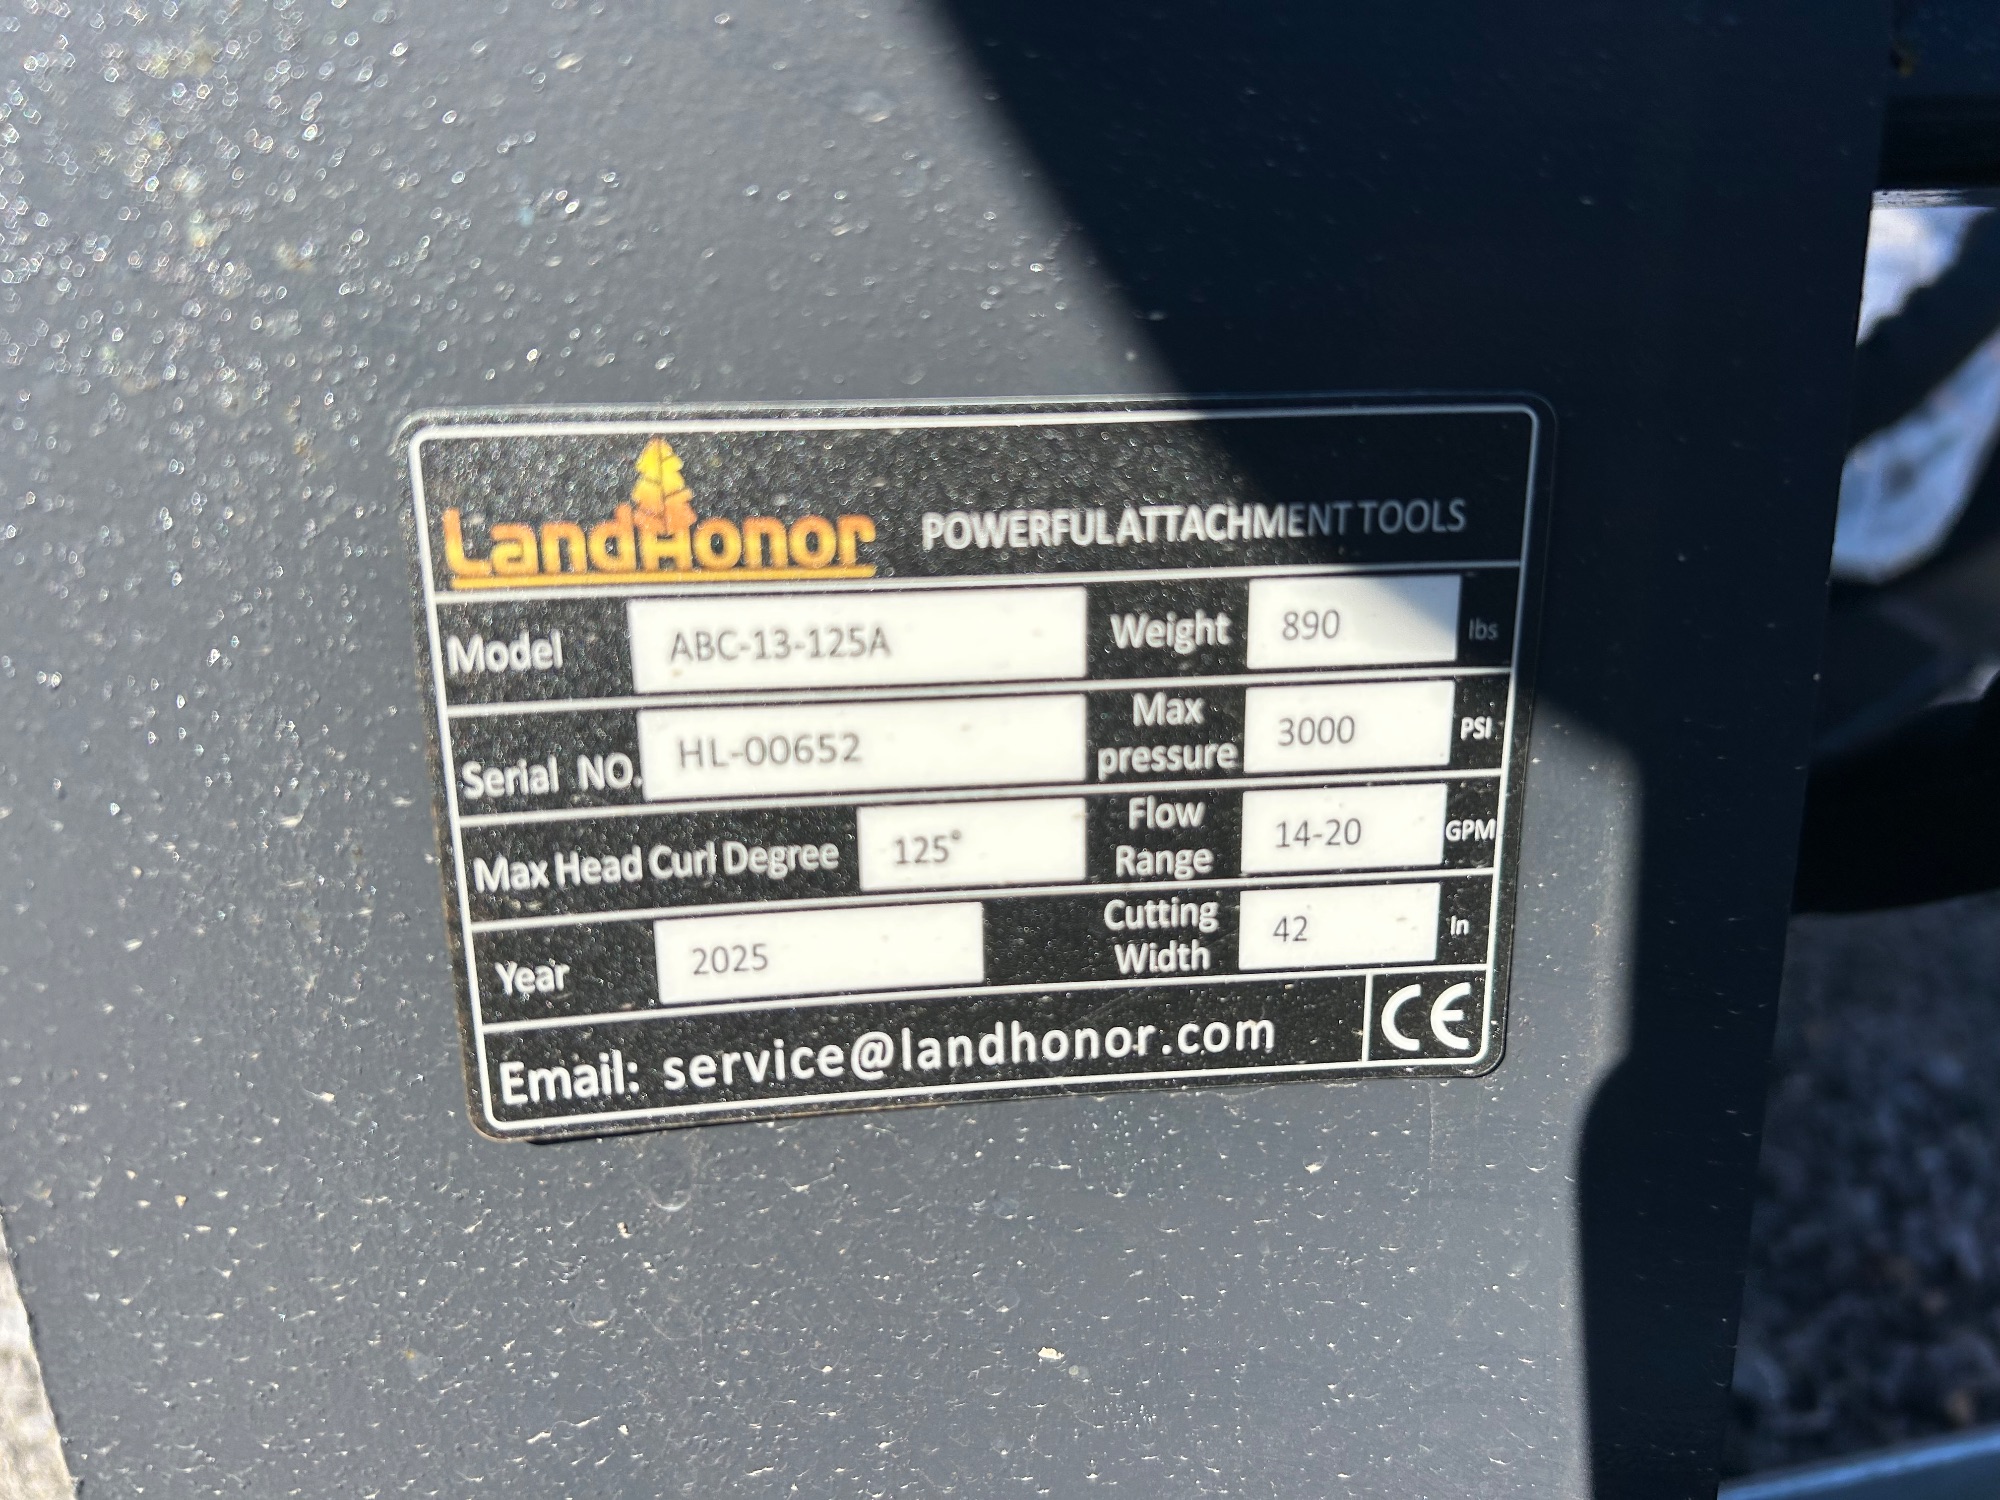 LandHonor POWERFUL ATTACHMENT TOOLS
Model ABC-13-125A Weight 890 lbs
Serial NO. HL-00652 Max pressure 3000 PSI
Max Head Curl Degree 125° Flow Range 14-20 GPM
Year 2025 Cutting Width 42 In
Email: service@landhonor.com CE